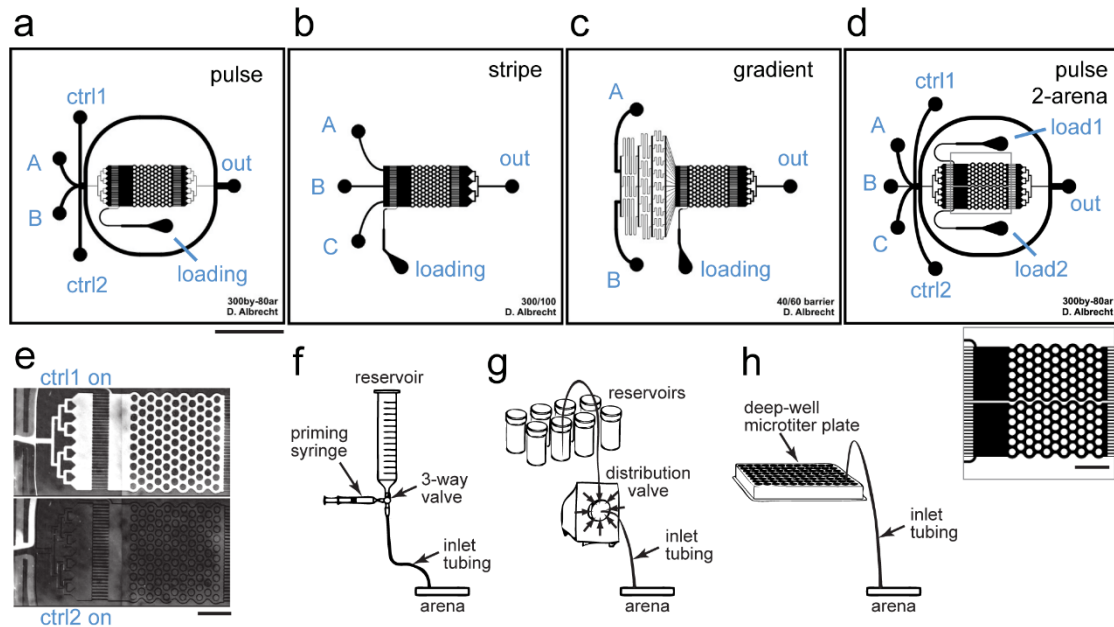 a
pulse
ctrl1
A
B
ctrl2
out
loading
300by-80ar
D. Albrecht
b
stripe
A
B
C
out
loading
300/100
D. Albrecht
c
gradient
A
B
out
loading
40/60 barrier
D. Albrecht
d
pulse
2-arena
ctrl1
load1
A
B
C
out
load2
ctrl2
300by-80ar
D. Albrecht
e
ctrl1 on
ctrl2 on
f
reservoir
priming
syringe
3-way
valve
inlet
tubing
arena
g
reservoirs
distribution
valve
inlet
tubing
arena
h
deep-well
microtiter plate
inlet
tubing
arena